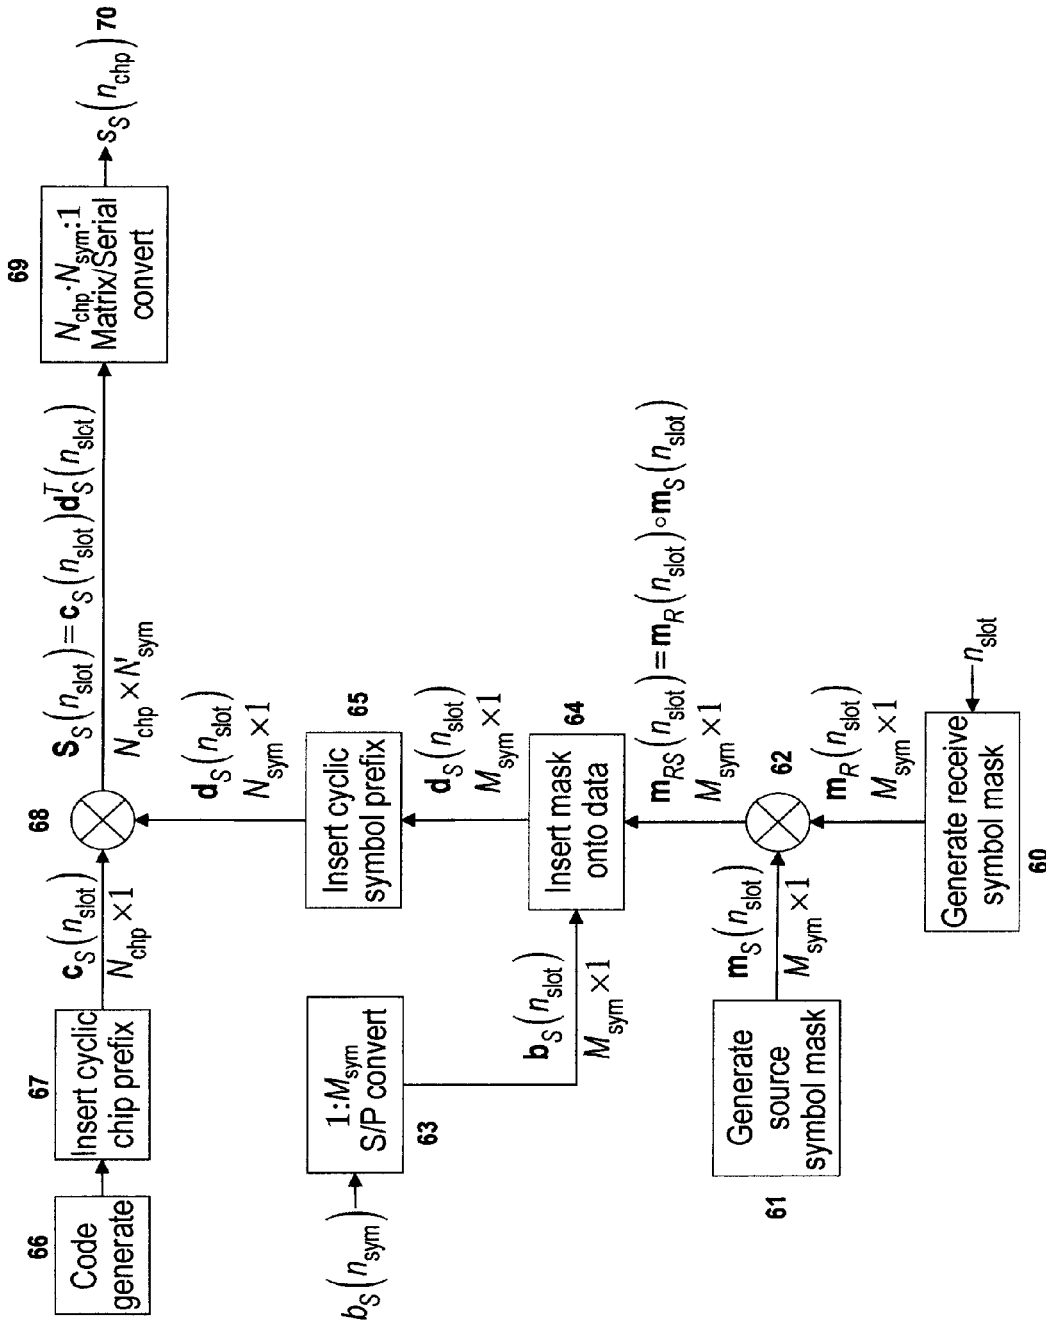 66
Code
generate
67
Insert cyclic
chip prefix
c_S(n_slot)
N_chp × 1
68
S_S(n_slot) = c_S(n_slot) d_S^T(n_slot)
N_chp × N_sym
69
N_chp · N_sym : 1
Matrix/Serial
convert
s_S(n_chp) 70
d_S(n_slot)
N_sym × 1
65
Insert cyclic
symbol prefix
d_S(n_slot)
M_sym × 1
b_S(n_sym)
1:M_sym
S/P convert
63
b_S(n_slot)
M_sym × 1
64
Insert mask
onto data
m_RS(n_slot) = m_R(n_slot) ∘ m_S(n_slot)
M_sym × 1
61
Generate
source
symbol mask
m_S(n_slot)
M_sym × 1
62
m_R(n_slot)
M_sym × 1
n_slot
Generate receive
symbol mask
60